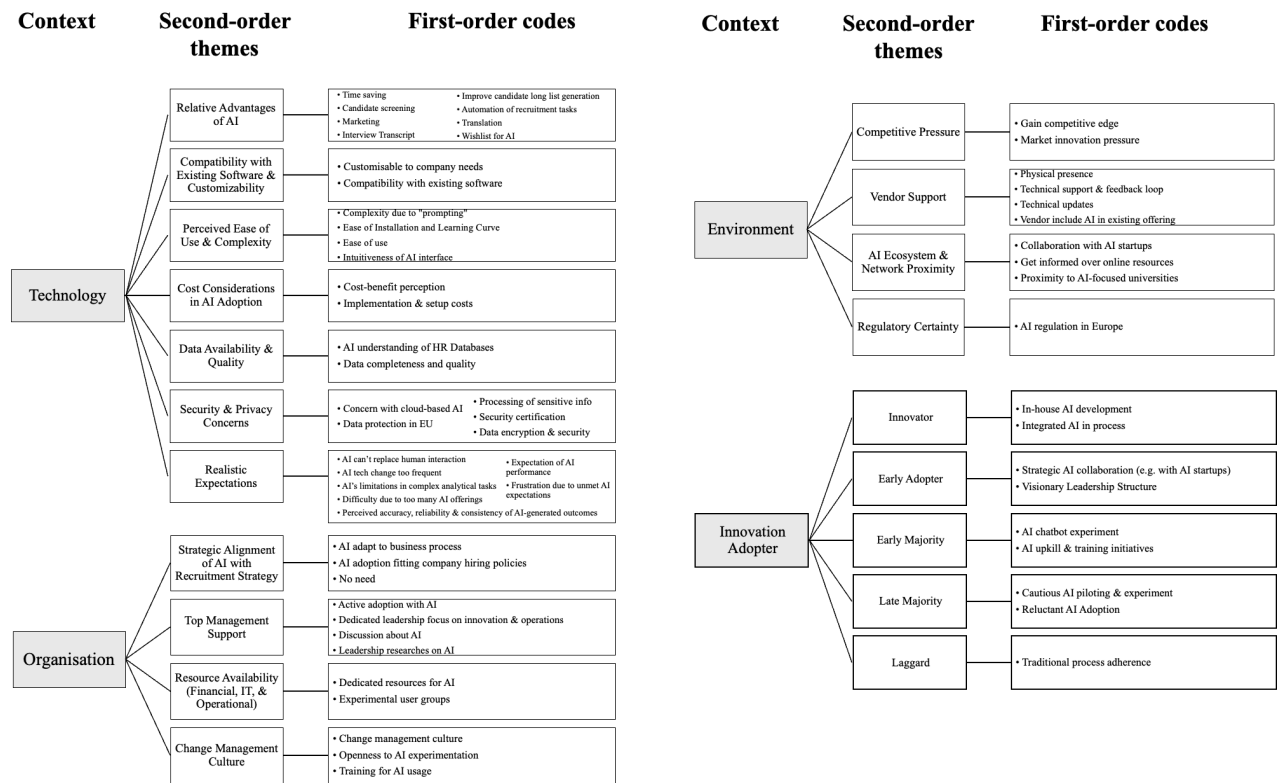 Context
Second-order
themes
First-order codes
Relative Advantages
of AI
• Time saving
• Candidate screening
• Marketing
• Interview Transcript
• Improve candidate long list generation
• Automation of recruitment tasks
• Translation
• Wishlist for AI
Compatibility with
Existing Software &
Customizability
• Customisable to company needs
• Compatibility with existing software
Perceived Ease of
Use & Complexity
• Complexity due to "prompting"
• Ease of Installation and Learning Curve
• Ease of use
• Intuitiveness of AI interface
Technology
Cost Considerations
in AI Adoption
• Cost-benefit perception
• Implementation & setup costs
Data Availability &
Quality
• AI understanding of HR Databases
• Data completeness and quality
Security & Privacy
Concerns
• Concern with cloud-based AI
• Data protection in EU
• Processing of sensitive info
• Security certification
• Data encryption & security
Realistic
Expectations
• AI can't replace human interaction
• AI tech change too frequent
• AI's limitations in complex analytical tasks
• Difficulty due to too many AI offerings
• Perceived accuracy, reliability & consistency of AI-generated outcomes
• Expectation of AI
performance
• Frustration due to unmet AI
expectations
Strategic Alignment
of AI with
Recruitment Strategy
• AI adapt to business process
• AI adoption fitting company hiring policies
• No need
Top Management
Support
• Active adoption with AI
• Dedicated leadership focus on innovation & operations
• Discussion about AI
• Leadership researches on AI
Organisation
Resource Availability
(Financial, IT, &
Operational)
• Dedicated resources for AI
• Experimental user groups
Change Management
Culture
• Change management culture
• Openness to AI experimentation
• Training for AI usage
Context
Second-order
themes
First-order codes
Competitive Pressure
• Gain competitive edge
• Market innovation pressure
Vendor Support
• Physical presence
• Technical support & feedback loop
• Technical updates
• Vendor include AI in existing offering
Environment
AI Ecosystem &
Network Proximity
• Collaboration with AI startups
• Get informed over online resources
• Proximity to AI-focused universities
Regulatory Certainty
• AI regulation in Europe
Innovator
• In-house AI development
• Integrated AI in process
Early Adopter
• Strategic AI collaboration (e.g. with AI startups)
• Visionary Leadership Structure
Innovation
Adopter
Early Majority
• AI chatbot experiment
• AI upkill & training initiatives
Late Majority
• Cautious AI piloting & experiment
• Reluctant AI Adoption
Laggard
• Traditional process adherence